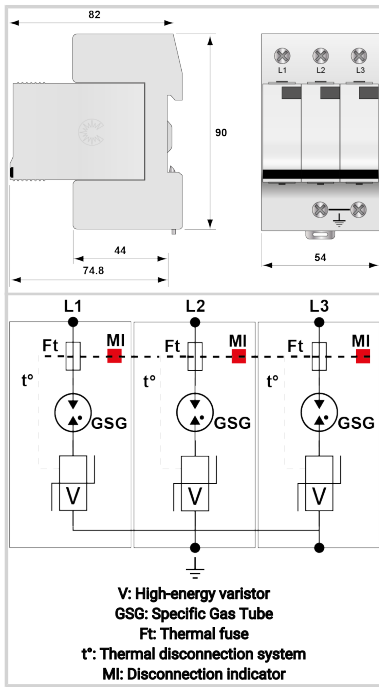 82
90
44
74.8
L1 L2 L3
54
L1 L2 L3
Ft MI Ft MI Ft MI
t° t° t°
GSG GSG GSG
V V V
V: High-energy varistor
GSG: Specific Gas Tube
Ft: Thermal fuse
t°: Thermal disconnection system
MI: Disconnection indicator